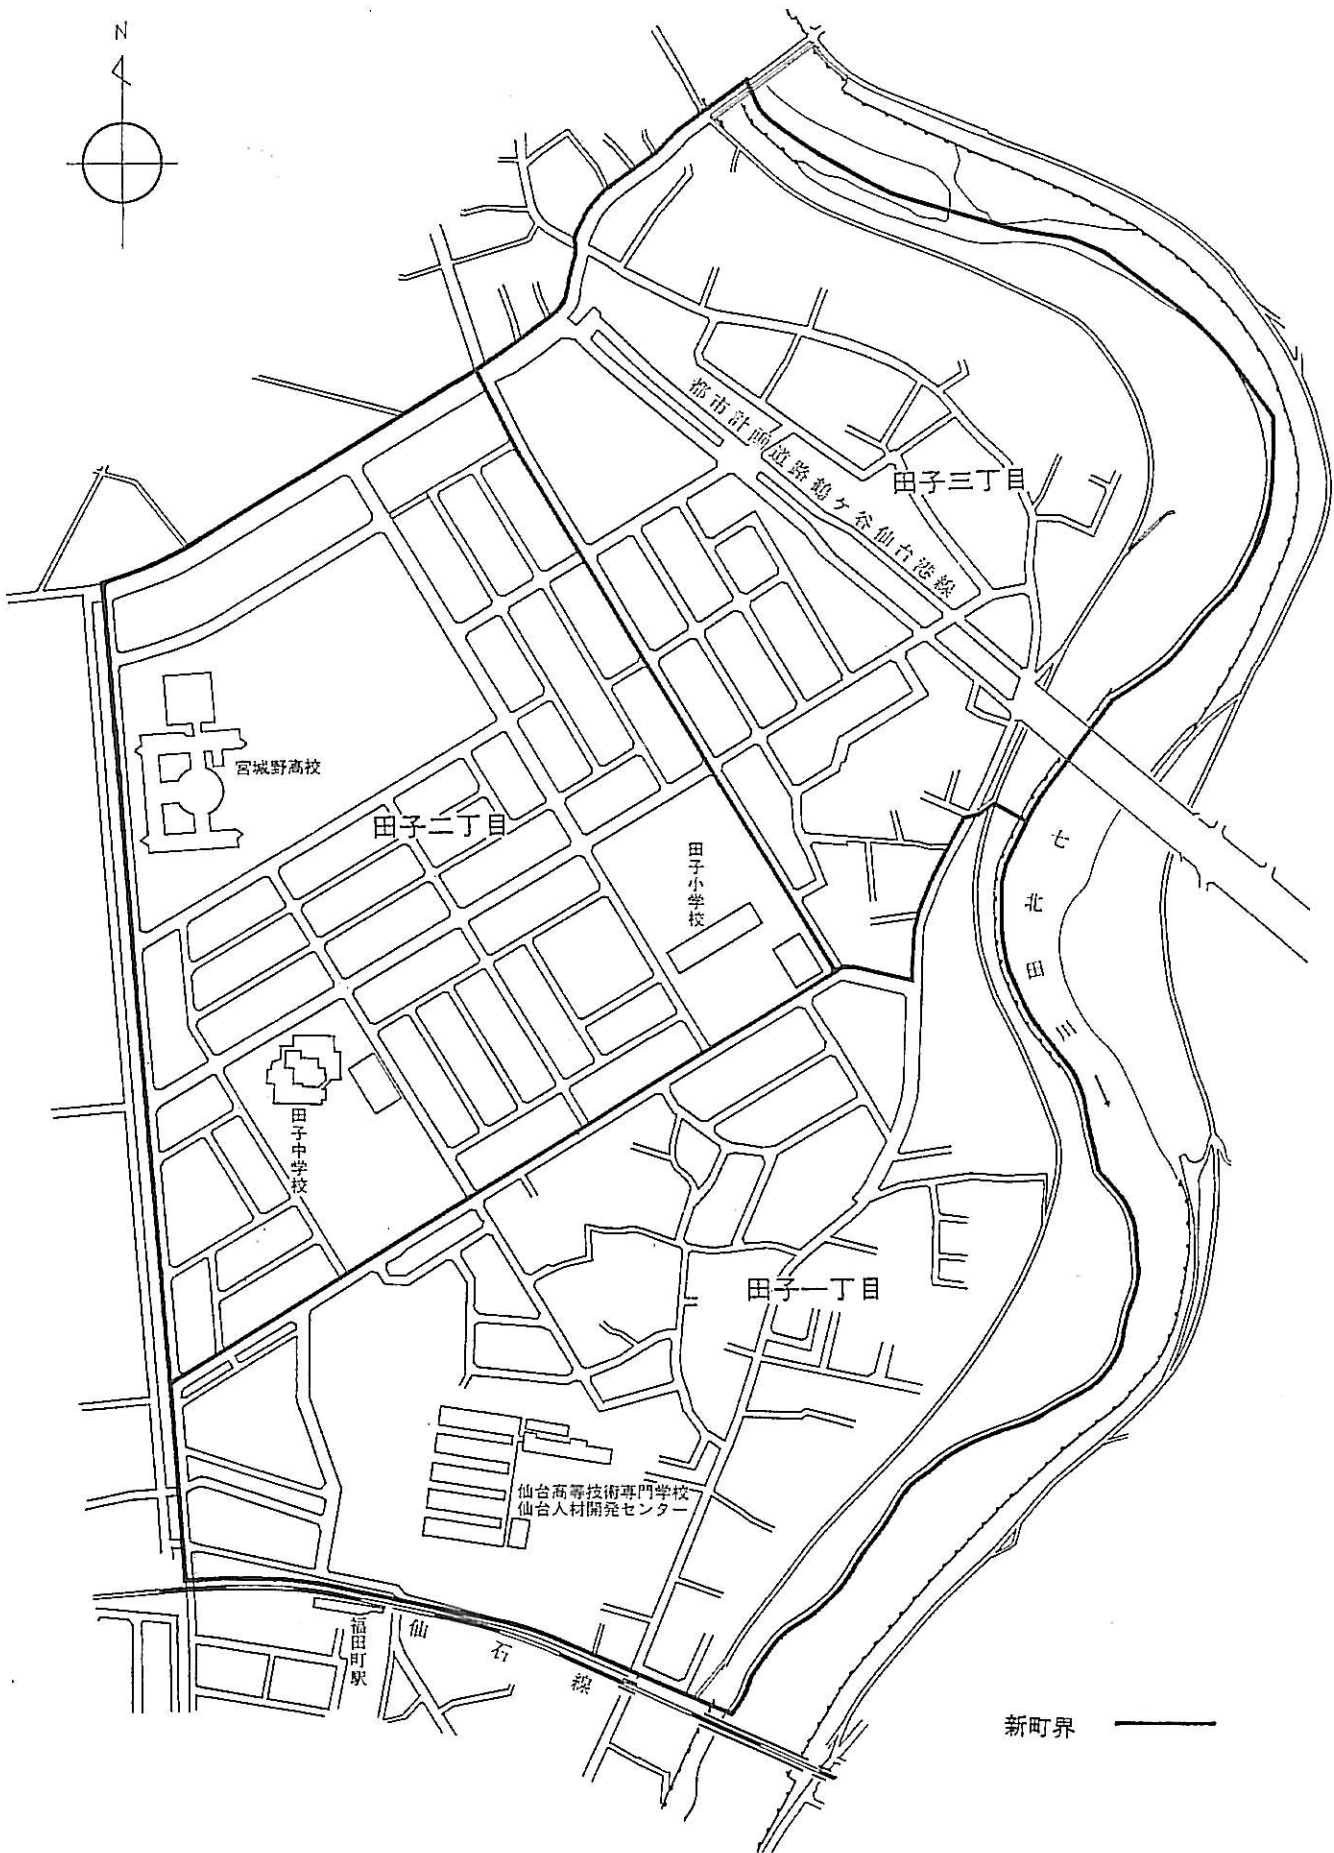 N
都市計画道路鶴ケ谷仙台港線
田子三丁目
宮城野高校
田子二丁目
田子小学校
七北田川
田子中学校
田子一丁目
仙台高等技術専門学校
仙台人材開発センター
福田町駅
仙石線
新町界